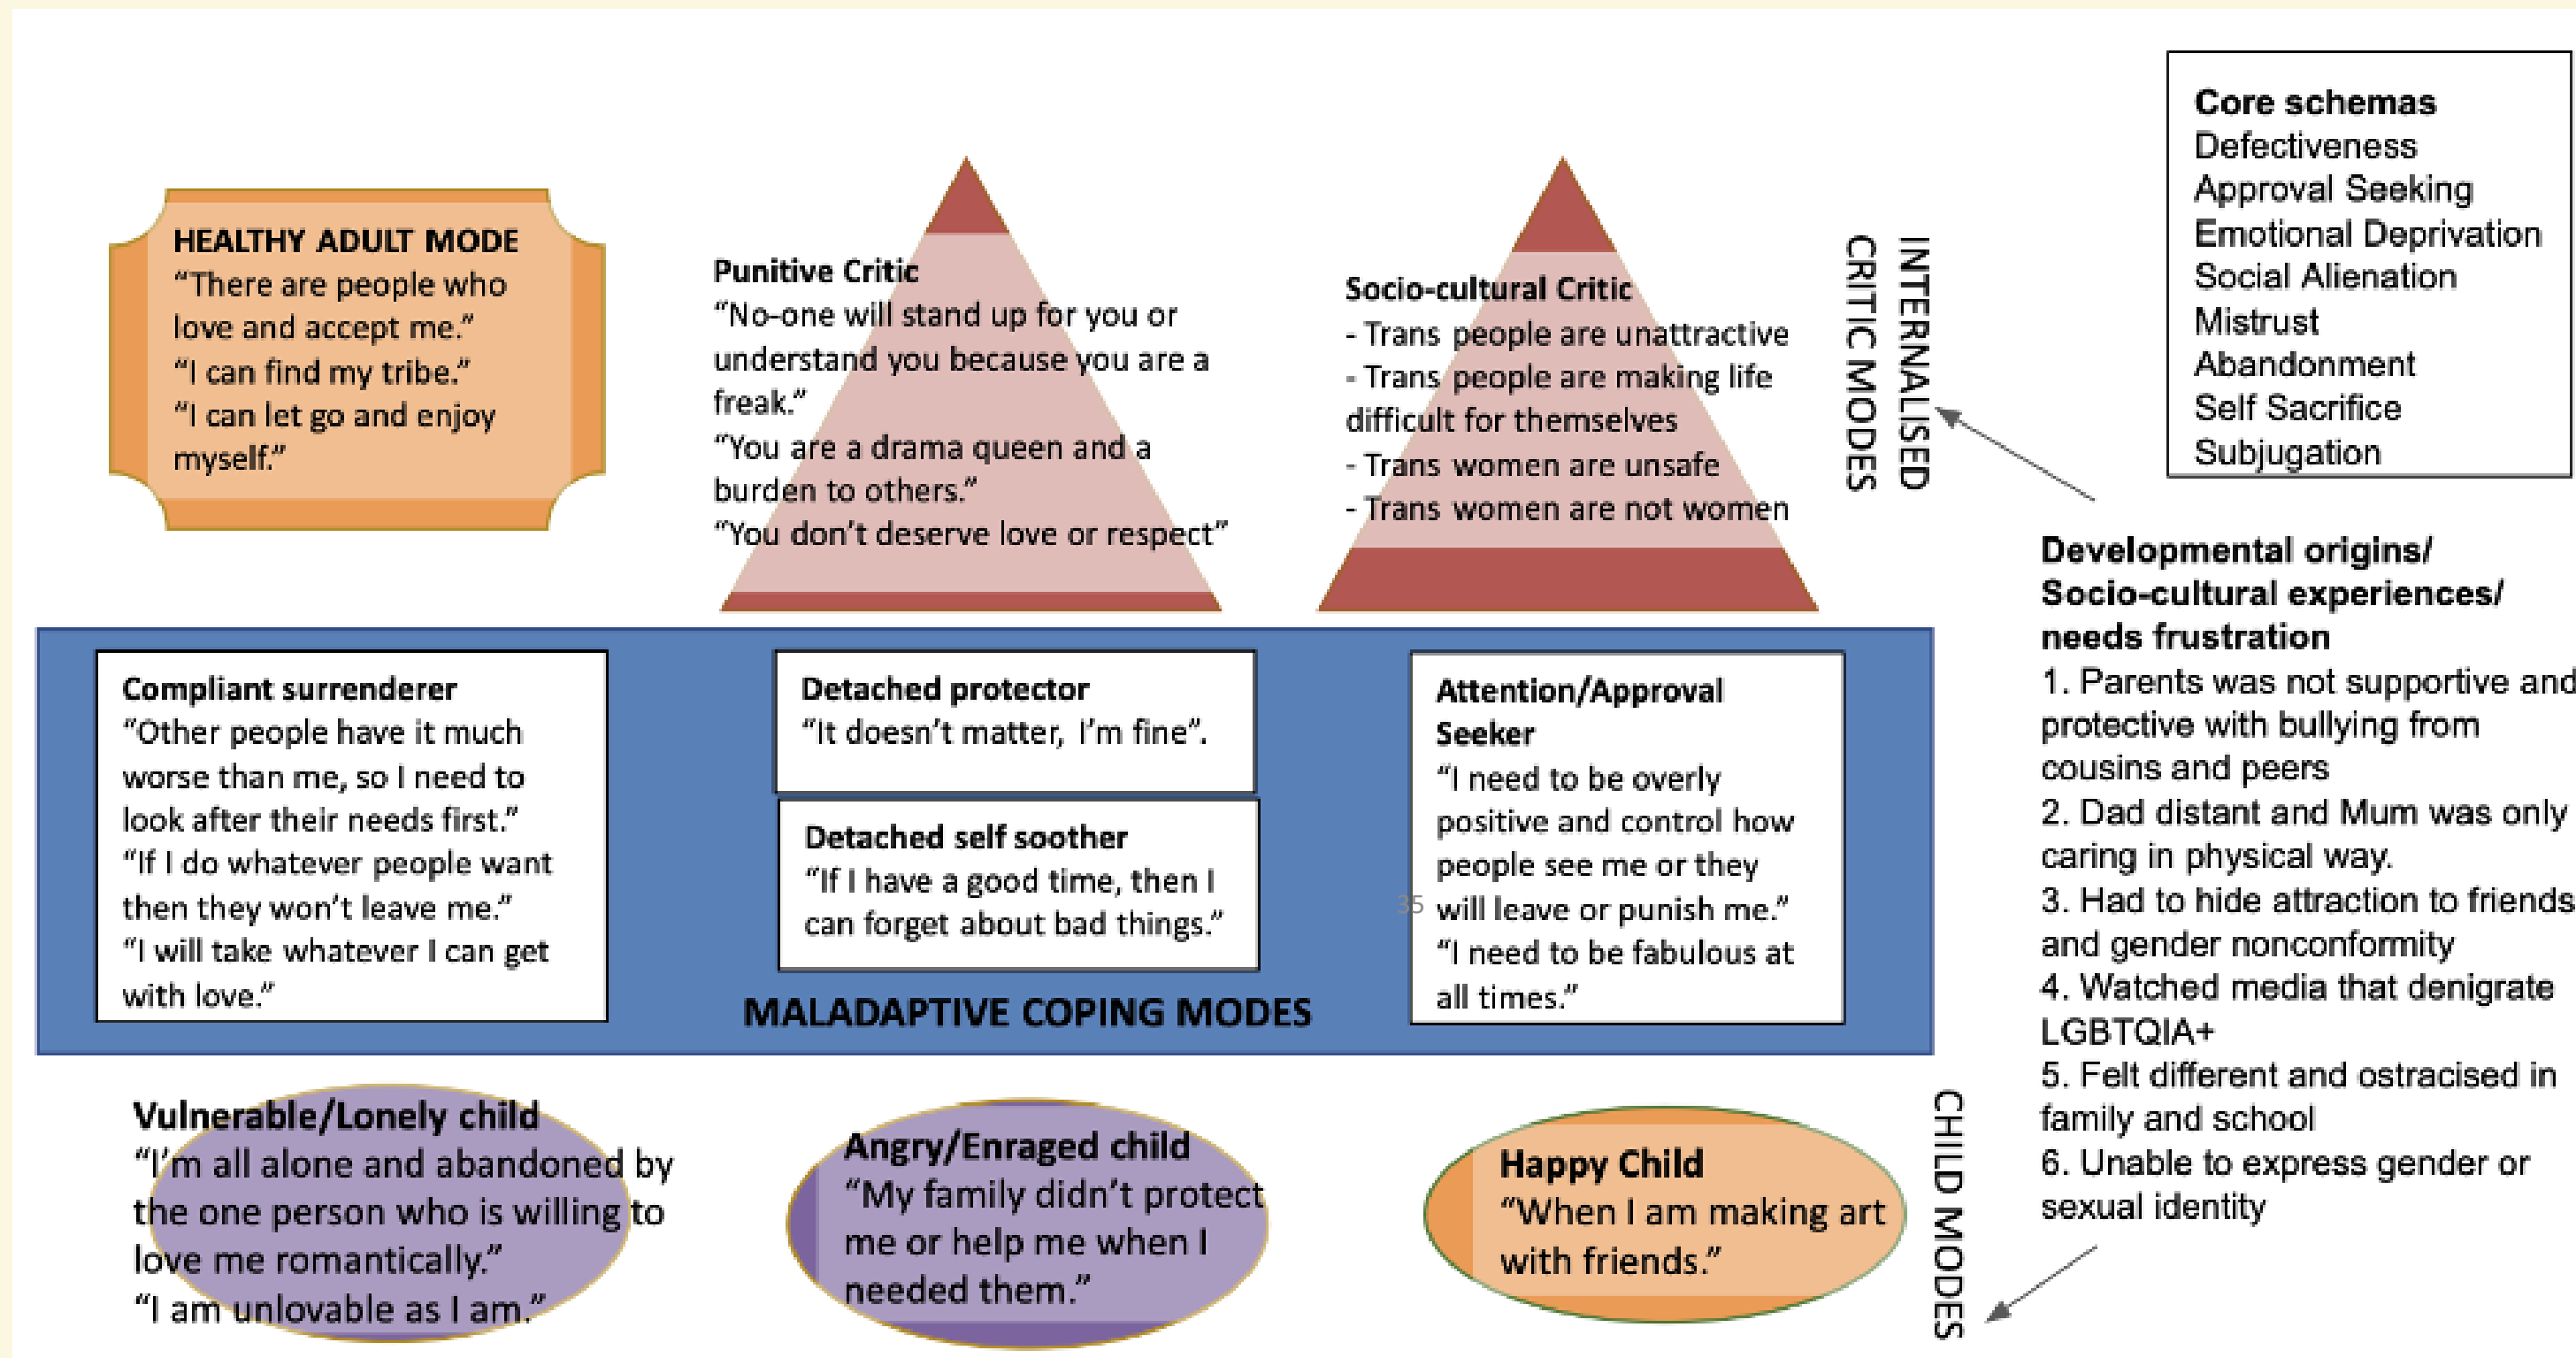 HEALTHY ADULT MODE
“There are people who
love and accept me.”
“I can find my tribe.”
“I can let go and enjoy
myself.”
Punitive Critic
“No-one will stand up for you or
understand you because you are a
freak.”
“You are a drama queen and a
burden to others.”
“You don’t deserve love or respect”
Socio-cultural Critic
- Trans people are unattractive
- Trans people are making life
difficult for themselves
- Trans women are unsafe
- Trans women are not women
INTERNALISED
CRITIC MODES
Core schemas
Defectiveness
Approval Seeking
Emotional Deprivation
Social Alienation
Mistrust
Abandonment
Self Sacrifice
Subjugation
Compliant surrenderer
“Other people have it much
worse than me, so I need to
look after their needs first.”
“If I do whatever people want
then they won’t leave me.”
“I will take whatever I can get
with love.”
Detached protector
“It doesn’t matter, I’m fine”.
Detached self soother
“If I have a good time, then I
can forget about bad things.”
MALADAPTIVE COPING MODES
Attention/Approval
Seeker
“I need to be overly
positive and control how
people see me or they
will leave or punish me.”
“I need to be fabulous at
all times.”
35
Developmental origins/
Socio-cultural experiences/
needs frustration
1. Parents was not supportive and
protective with bullying from
cousins and peers
2. Dad distant and Mum was only
caring in physical way.
3. Had to hide attraction to friends
and gender nonconformity
4. Watched media that denigrate
LGBTQIA+
5. Felt different and ostracised in
family and school
6. Unable to express gender or
sexual identity
Vulnerable/Lonely child
“I’m all alone and abandoned by
the one person who is willing to
love me romantically.”
“I am unlovable as I am.”
Angry/Enraged child
“My family didn’t protect
me or help me when I
needed them.”
Happy Child
“When I am making art
with friends.”
CHILD MODES